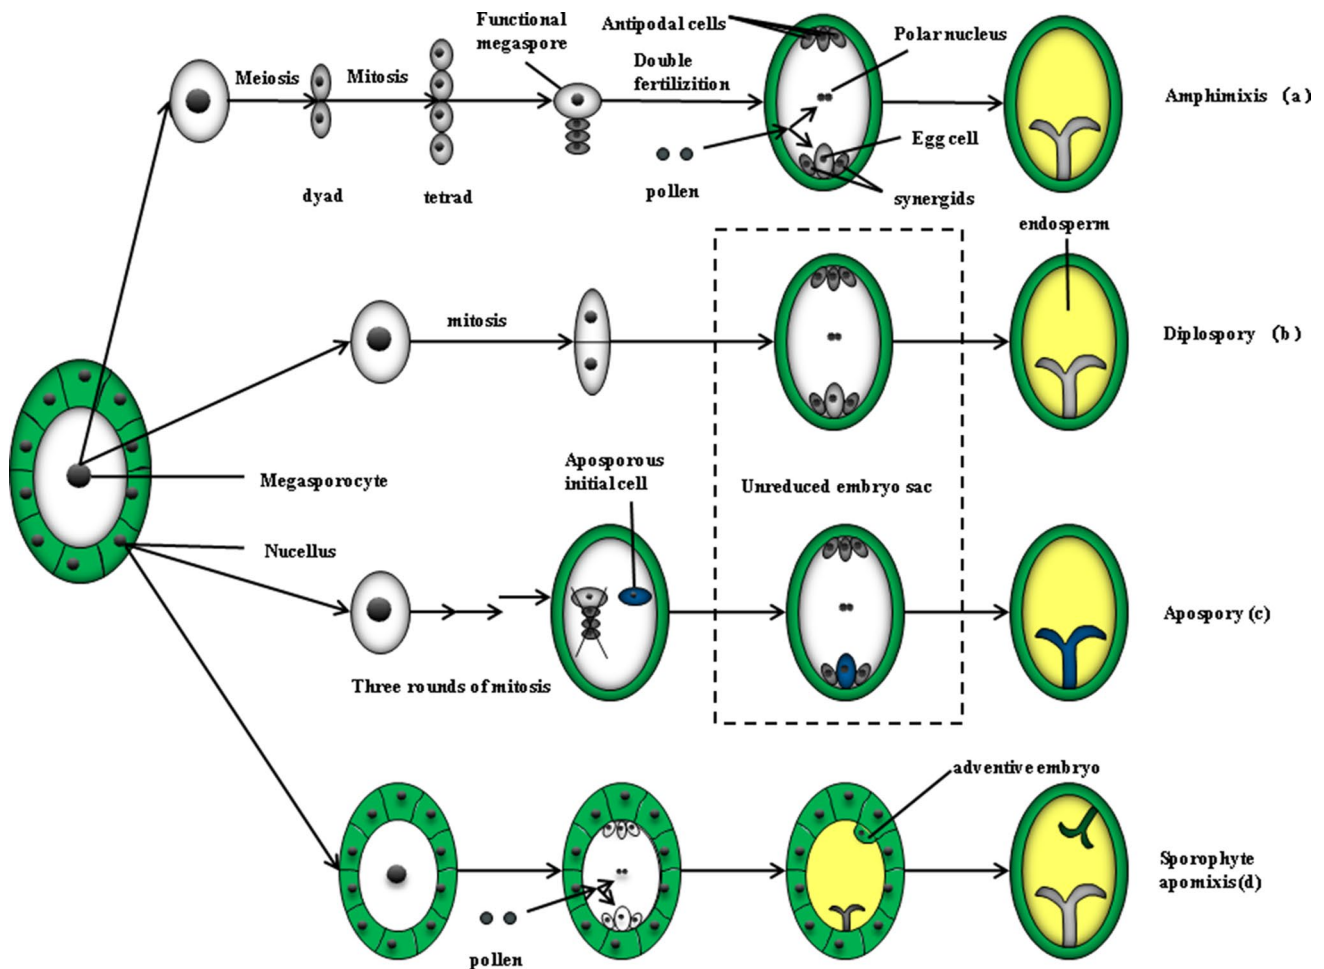 Functional
megaspore
Antipodal cells
Polar nucleus
Meiosis
Mitosis
Double
fertilizition
Amphimixis (a)
Egg cell
pollen
dyad
tetrad
synergids
endosperm
mitosis
Diplospory (b)
Aposporous
initial cell
Megasporocyte
Unreduced embryo sac
Nucellus
Apospory (c)
Three rounds of mitosis
adventive embryo
Sporophyte
apomixis(d)
pollen